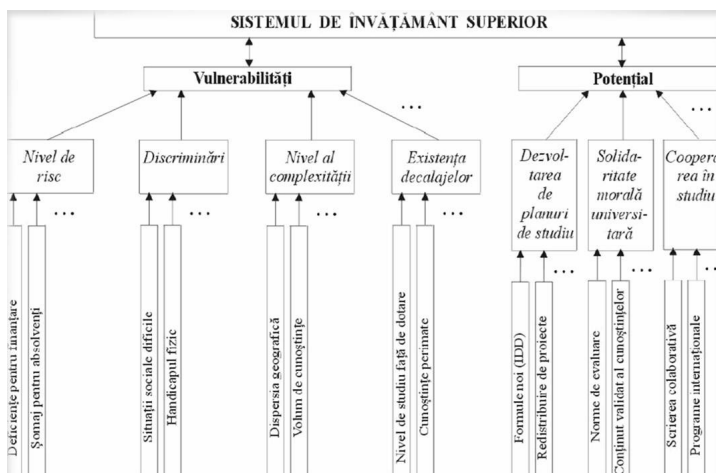 SISTEMUL DE ÎNVĂȚĂMÂNT SUPERIOR
Vulnerabilități
Potențial
...
...
Nivel de
risc
Discriminări
Nivel al
complexității
Existența
decalajelor
Dezvol-
tarea
de
planuri
de studiu
Solida-
ritate
morală
universi-
tară
Coopera-
rea în
studiu
...
...
...
...
...
...
...
Deficiențe pentru finanțare
Șomaj pentru absolvenți
Situații sociale dificile
Handicapul fizic
Dispersia geografică
Volum de cunoștințe
Nivel de studiu față de dotare
Cunoștințe perimate
Formule noi (IDD)
Redistribuire de proiecte
Norme de evaluare
Conținut validat al cunoștințelor
Scrierea colaborativă
Programe internaționale